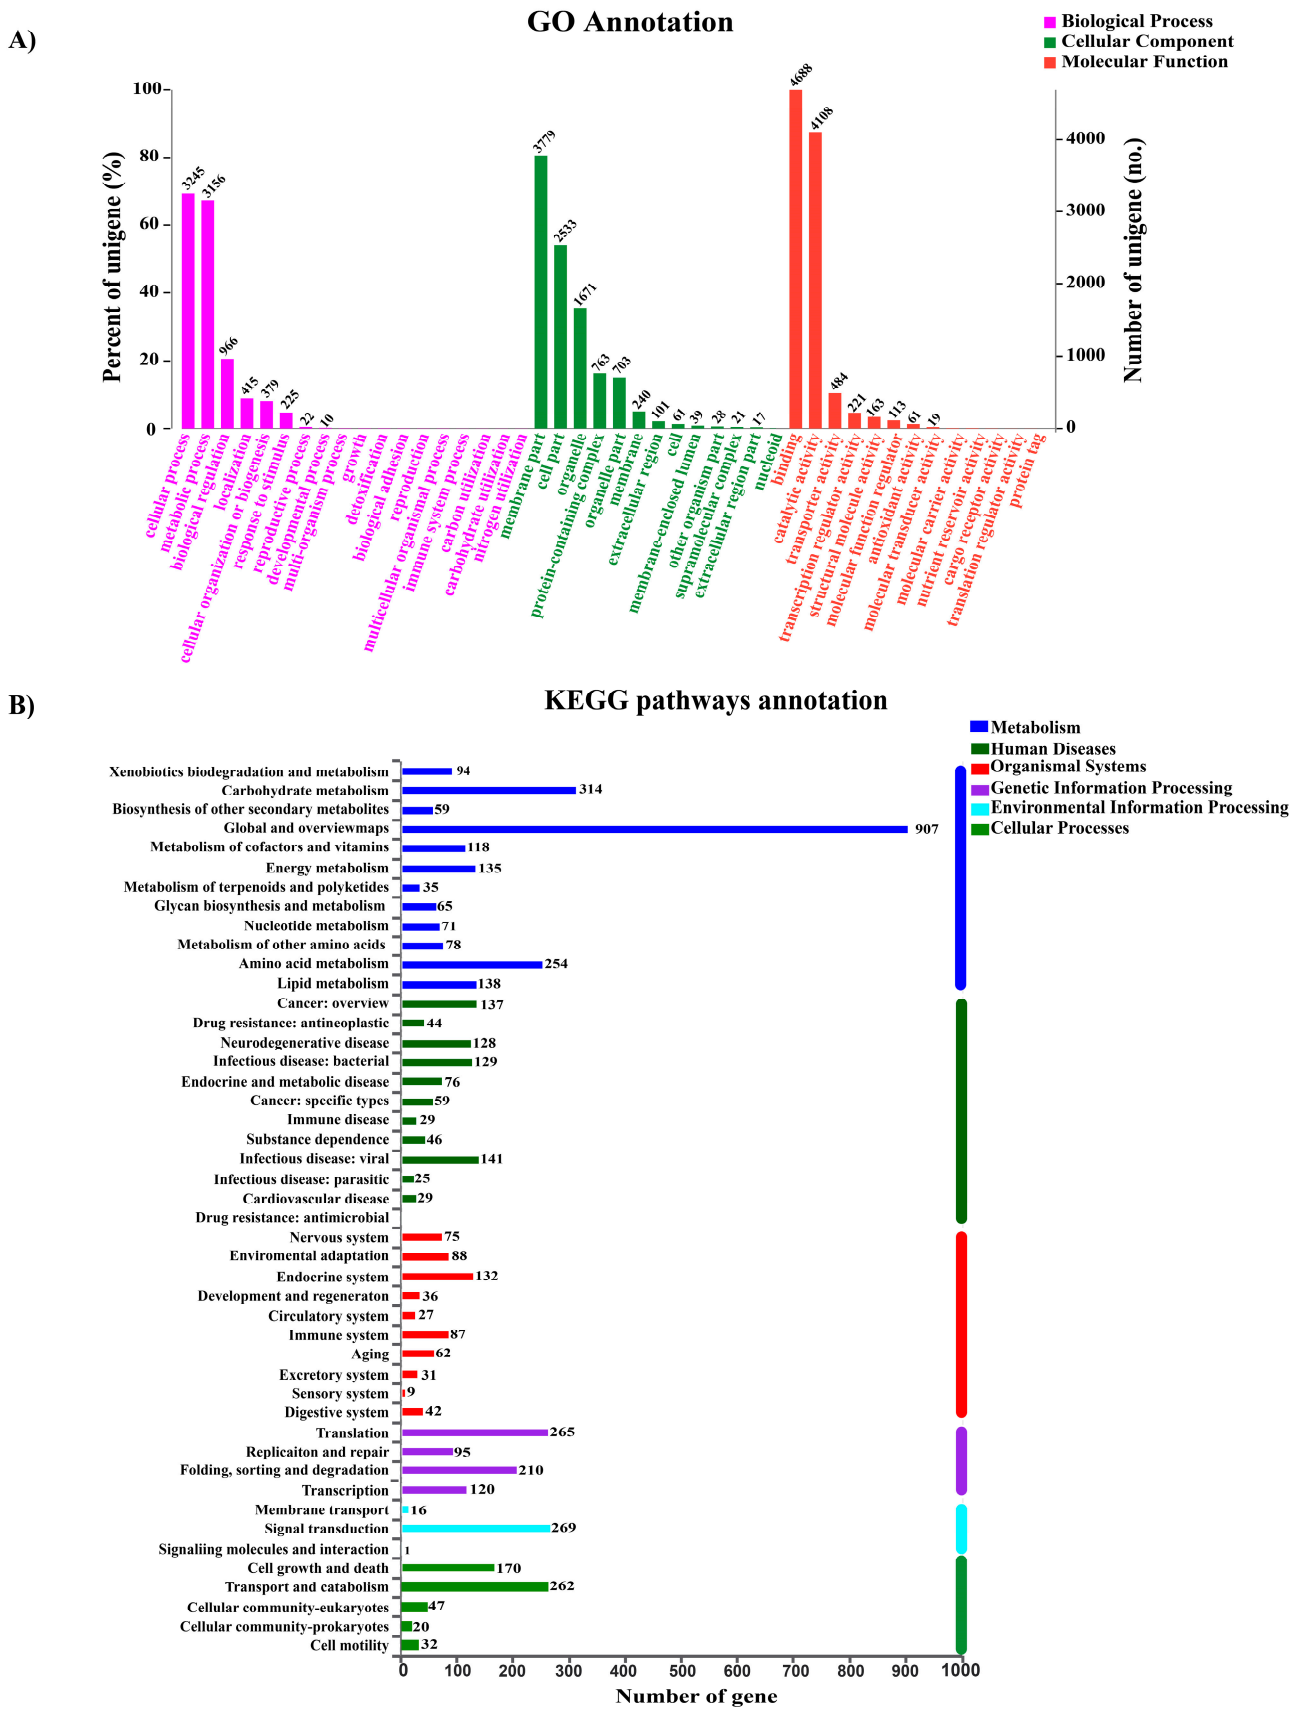 GO Annotation
A)
Biological Process
Cellular Component
Molecular Function
Percent of unigene (%)
100
80
60
40
20
0
3245
3156
966
415
379
225
22
10
3779
2533
1671
763
703
240
101
61
39
28
21
17
4688
4108
484
221
163
113
61
19
4000
3000
2000
1000
0
Number of unigene (no.)
cellular process
metabolic process
biological regulation
localization
cellular organization or biogenesis
response to stimulus
reproductive process
developmental process
multi-organism process
growth
detoxification
biological adhesion
reproduction
multicellular organismal process
immune system process
carbon utilization
carbohydrate utilization
nitrogen utilization
membrane part
cell part
organelle
protein-containing complex
organelle part
membrane
extracellular region
cell
membrane-enclosed lumen
other organism part
supramolecular complex
extracellular region part
nucleoid
binding
catalytic activity
transporter activity
transcription regulator activity
structural molecule activity
molecular function regulator
antioxidant activity
molecular transducer activity
molecular carrier activity
nutrient reservoir activity
cargo receptor activity
translation regulator activity
protein tag
B)
KEGG pathways annotation
Metabolism
Human Diseases
Organismal Systems
Genetic Information Processing
Environmental Information Processing
Cellular Processes
Xenobiotics biodegradation and metabolism 94
Carbohydrate metabolism 314
Biosynthesis of other secondary metabolites 59
Global and overviewmaps 907
Metabolism of cofactors and vitamins 118
Energy metabolism 135
Metabolism of terpenoids and polyketides 35
Glycan biosynthesis and metabolism 65
Nucleotide metabolism 71
Metabolism of other amino acids 78
Amino acid metabolism 254
Lipid metabolism 138
Cancer: overview 137
Drug resistance: antineoplastic 44
Neurodegenerative disease 128
Infectious disease: bacterial 129
Endocrine and metabolic disease 76
Cancer: specific types 59
Immune disease 29
Substance dependence 46
Infectious disease: viral 141
Infectious disease: parasitic 25
Cardiovascular disease 29
Drug resistance: antimicrobial
Nervous system 75
Enviromental adaptation 88
Endocrine system 132
Development and regeneraton 36
Circulatory system 27
Immune system 87
Aging 62
Excretory system 31
Sensory system 9
Digestive system 42
Translation 265
Replicaiton and repair 95
Folding, sorting and degradation 210
Transcription 120
Membrane transport 16
Signal transduction 269
Signaliing molecules and interaction 1
Cell growth and death 170
Transport and catabolism 262
Cellular community-eukaryotes 47
Cellular community-prokaryotes 20
Cell motility 32
0 100 200 300 400 500 600 700 800 900 1000
Number of gene